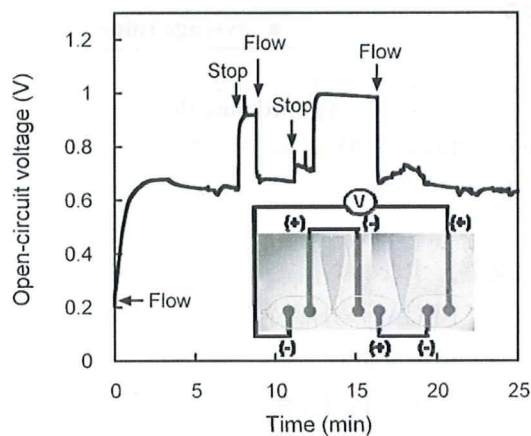 Open-circuit voltage (V)
1.2
1
0.8
0.6
0.4
0.2
0
Stop
Flow
Stop
Flow
Flow
V
(+)
(-)
(+)
(-)
(+)
(-)
0
5
10
15
20
25
Time (min)